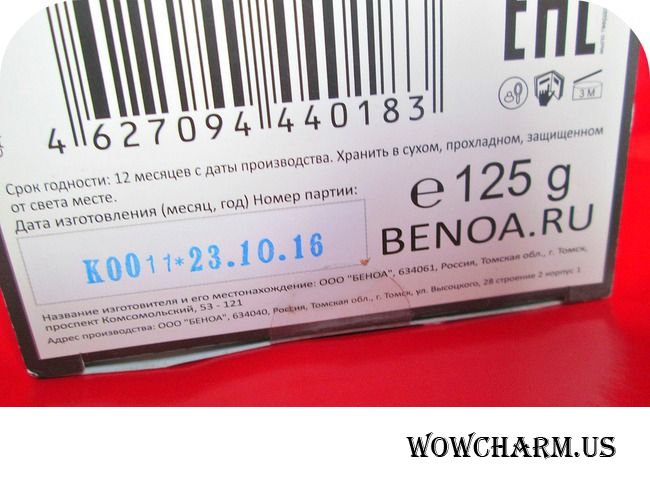 EAC
4 627094 440183
3 M
Срок годности: 12 месяцев с даты производства. Хранить в сухом, прохладном, защищенном
от света месте.
Дата изготовления (месяц, год) Номер партии:
К0011*23.10.16
℮ 125 g
BENOA.RU
Название изготовителя и его местонахождение: ООО "БЕНОА", 634061, Россия, Томская обл., г. Томск,
проспект Комсомольский, 53 - 121
Адрес производства: ООО "БЕНОА", 634040, Россия, Томская обл., г. Томск, ул. Высоцкого, 28 строение 2 корпус 1
WOWCHARM.US